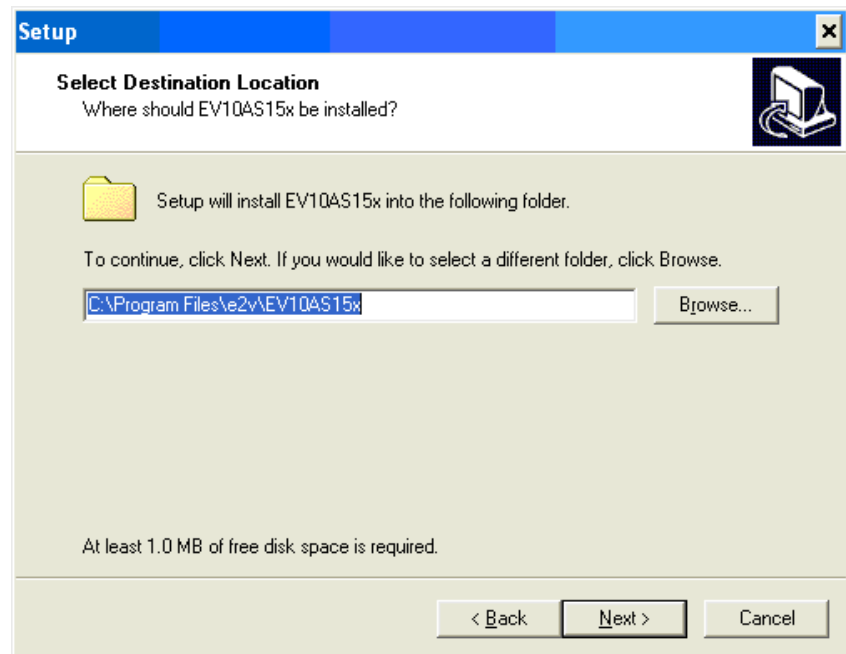 Setup
Select Destination Location
Where should EV10AS15x be installed?
Setup will install EV10AS15x into the following folder.
To continue, click Next. If you would like to select a different folder, click Browse.
C:\Program Files\e2v\EV10AS15x
Browse...
At least 1.0 MB of free disk space is required.
< Back Next > Cancel